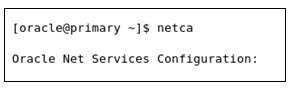 [oracle@primary ~]$ netca
Oracle Net Services Configuration: